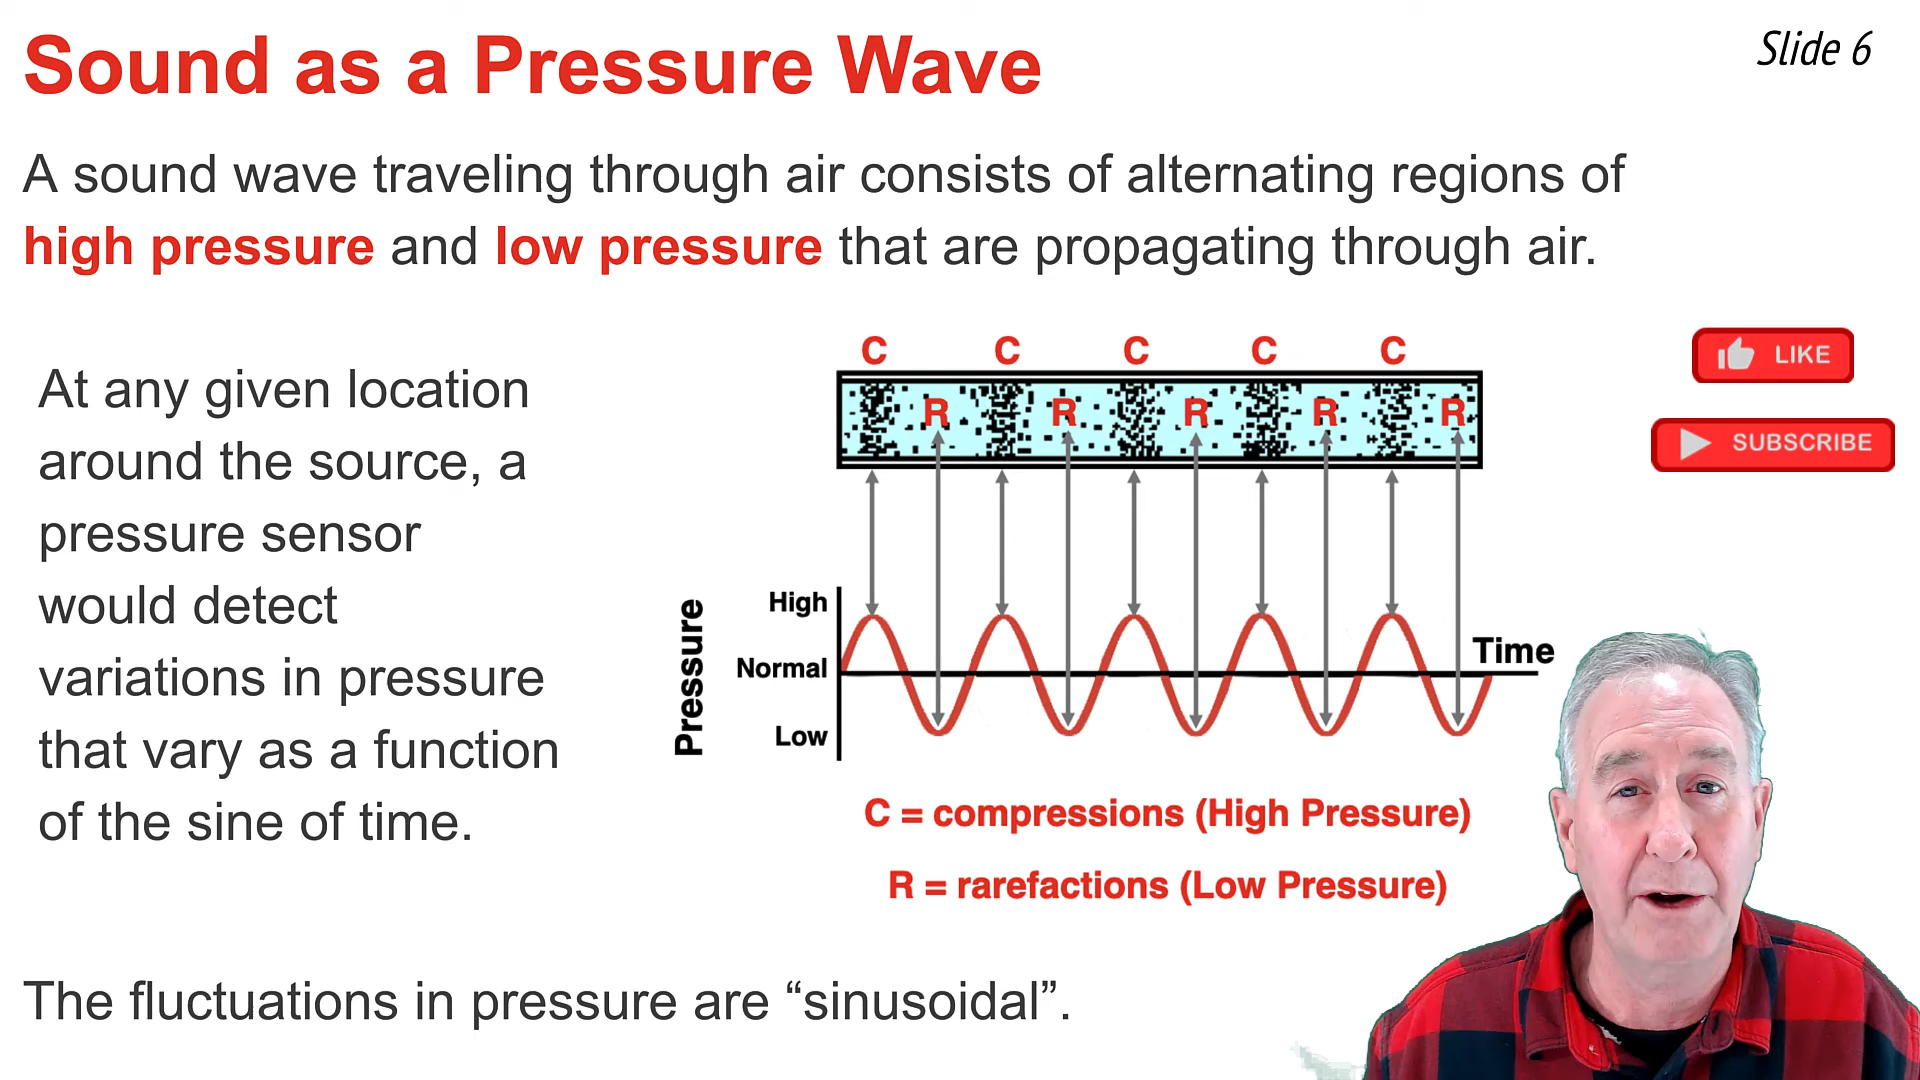 Sound as a Pressure Wave
Slide 6
A sound wave traveling through air consists of alternating regions of
high pressure and low pressure that are propagating through air.
At any given location
around the source, a
pressure sensor
would detect
variations in pressure
that vary as a function
of the sine of time.
C C C C C
R R R R R
LIKE
SUBSCRIBE
Pressure
High
Normal
Low
Time
C = compressions (High Pressure)
R = rarefactions (Low Pressure)
The fluctuations in pressure are “sinusoidal”.